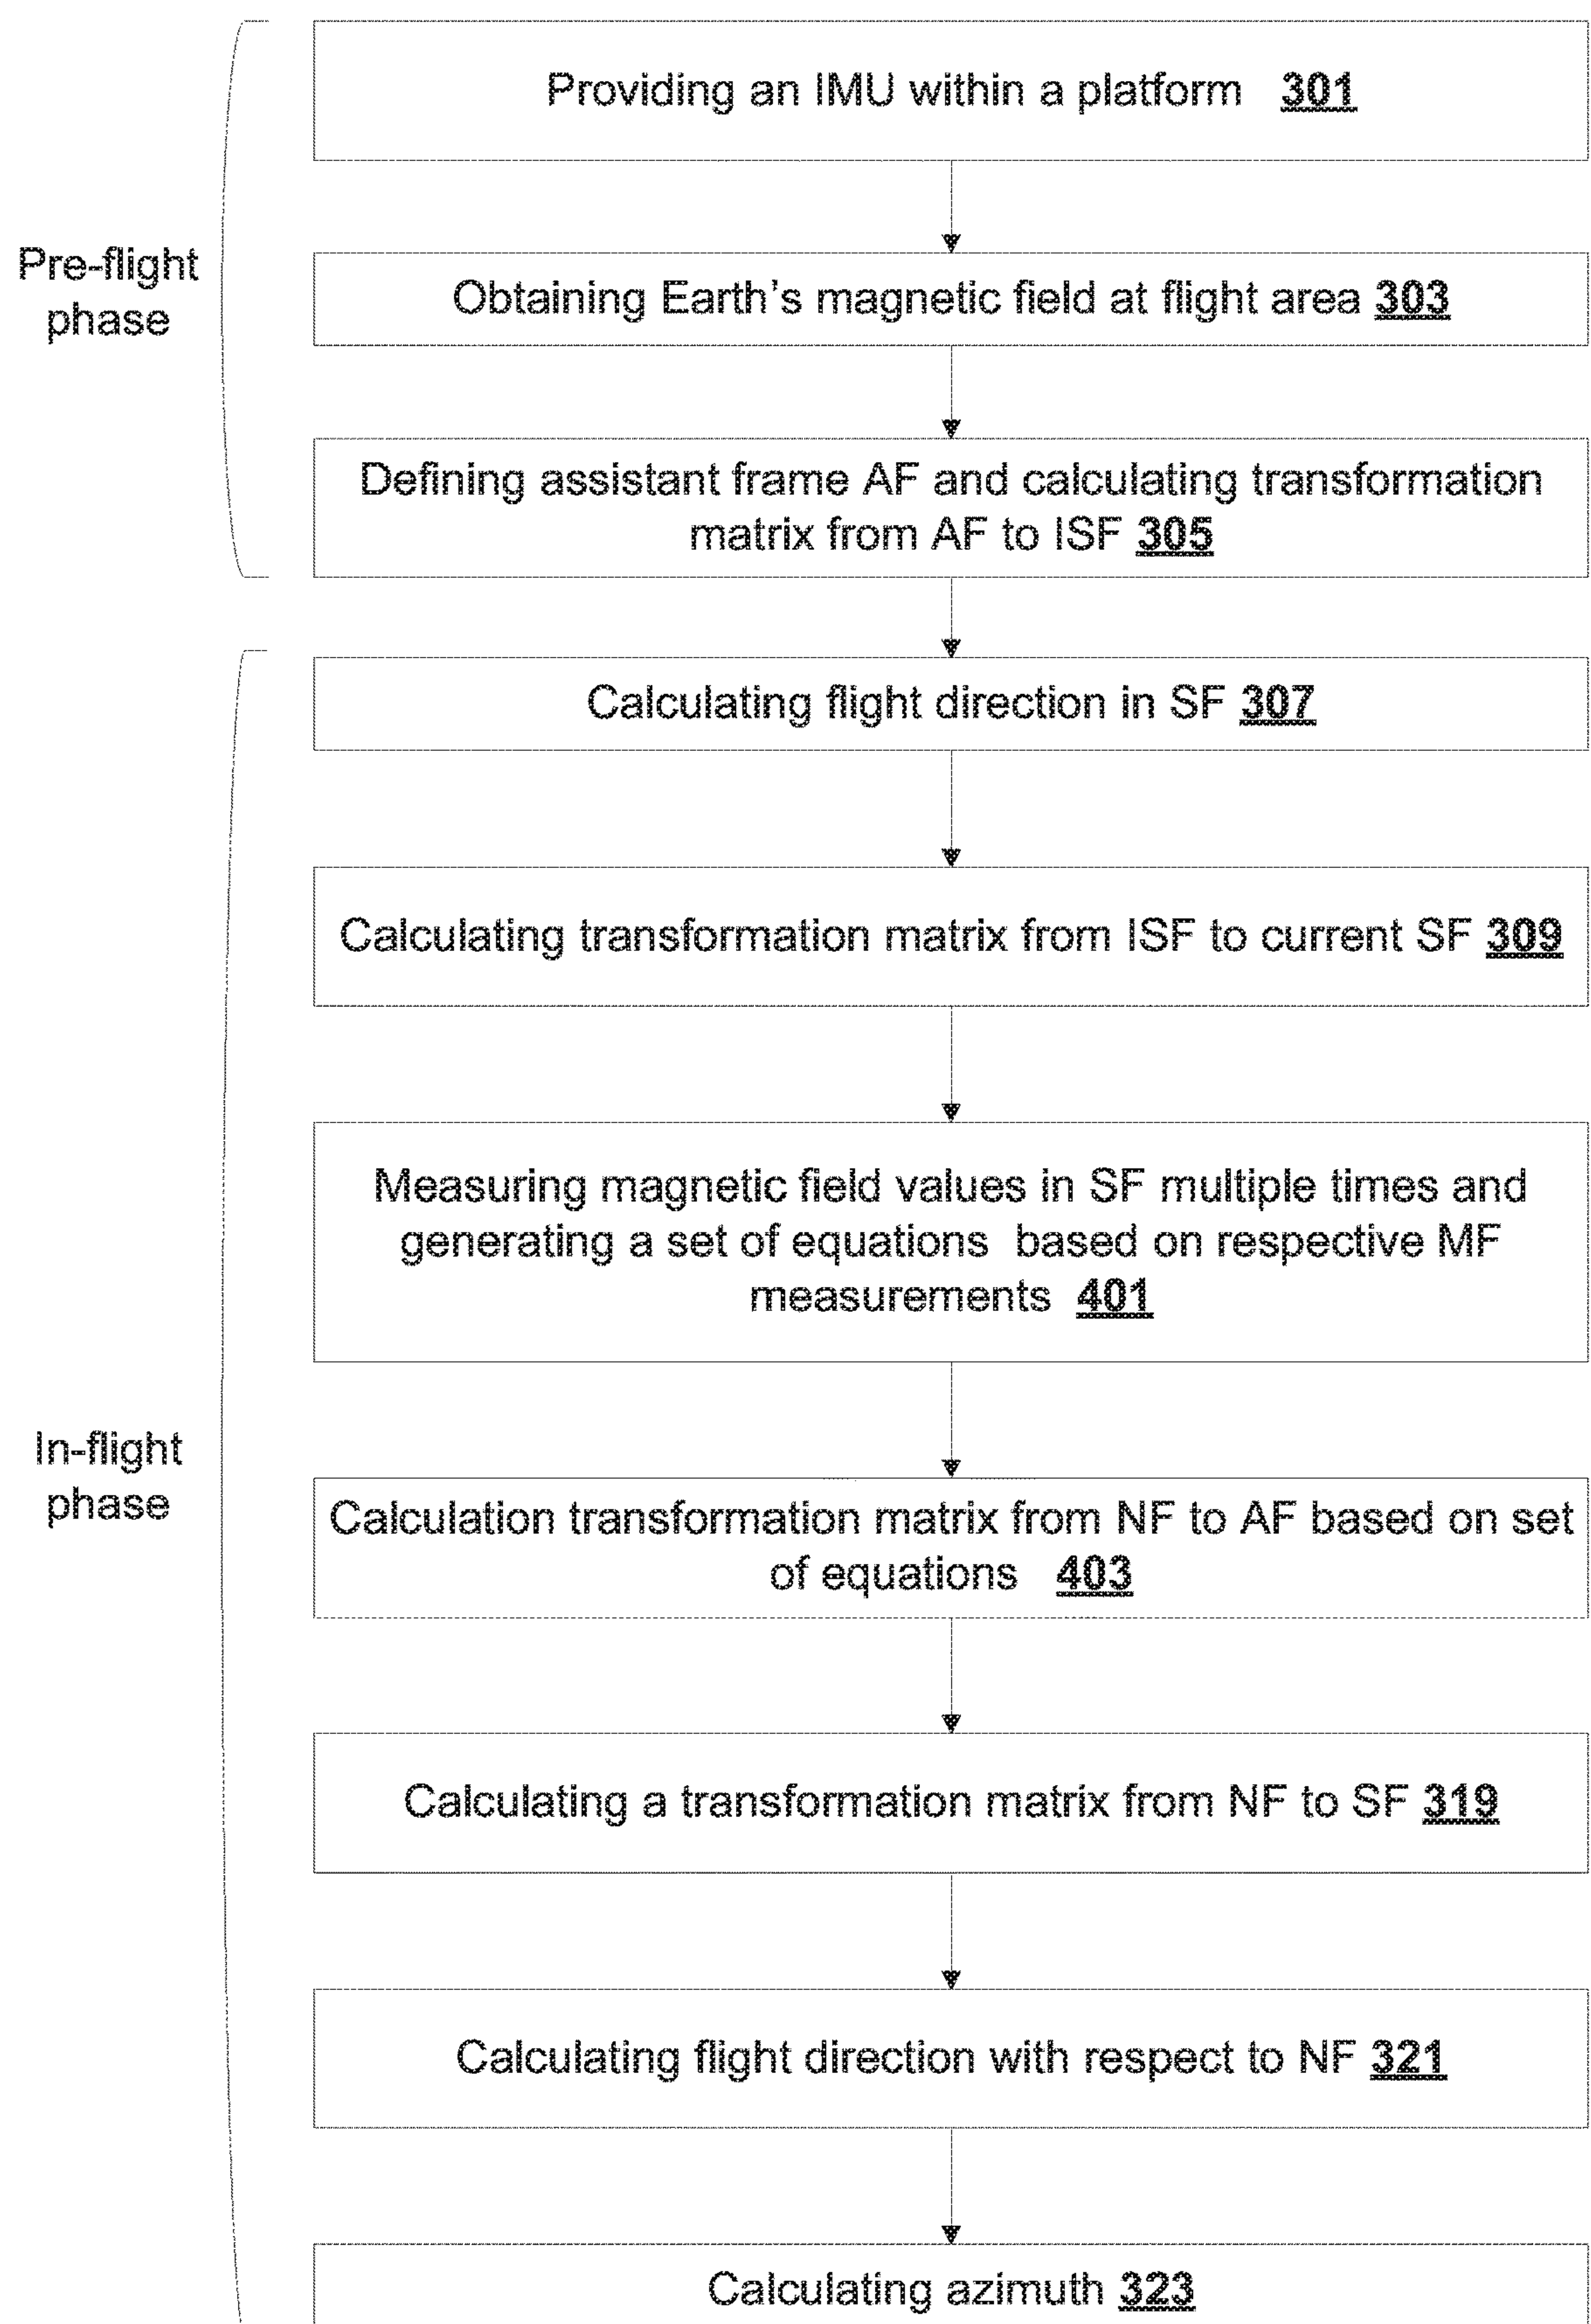 Providing an IMU within a platform 301
Pre-flight
phase
Obtaining Earth's magnetic field at flight area 303
Defining assistant frame AF and calculating transformation
matrix from AF to ISF 305
Calculating flight direction in SF 307
Calculating transformation matrix from ISF to current SF 309
Measuring magnetic field values in SF multiple times and
generating a set of equations based on respective MF
measurements 401
In-flight
phase
Calculation transformation matrix from NF to AF based on set
of equations 403
Calculating a transformation matrix from NF to SF 319
Calculating flight direction with respect to NF 321
Calculating azimuth 323